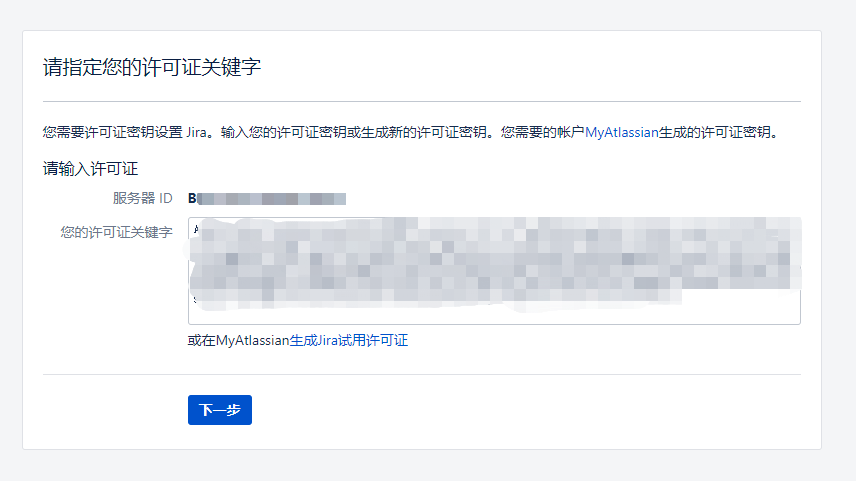 请指定您的许可证关键字
您需要许可证密钥设置 Jira。输入您的许可证密钥或生成新的许可证密钥。您需要的帐户MyAtlassian生成的许可证密钥。
请输入许可证
服务器 ID B
您的许可证关键字
或在MyAtlassian生成Jira试用许可证
下一步